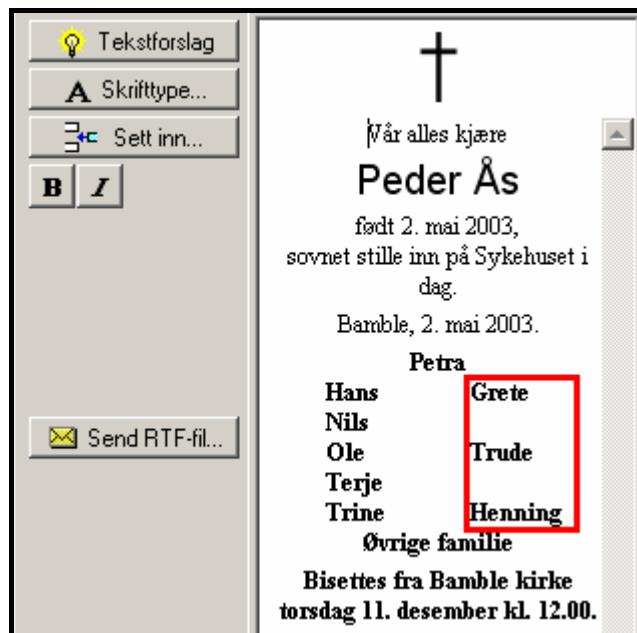 Tekstforslag
Skrifttype...
Sett inn...
B I
Send RTF-fil...
Vår alles kjære
Peder Ås
født 2. mai 2003,
sovnet stille inn på Sykehuset i
dag.
Bamble, 2. mai 2003.
Petra
Hans Grete
Nils
Ole Trude
Terje
Trine Henning
Øvrige familie
Bisettes fra Bamble kirke
torsdag 11. desember kl. 12.00.